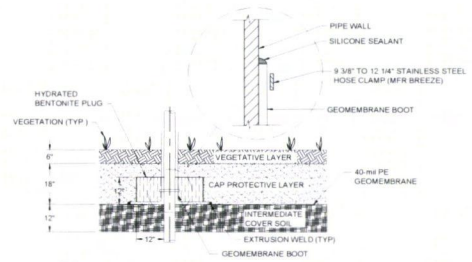 PIPE WALL
SILICONE SEALANT
9 3/8" TO 12 1/4" STAINLESS STEEL
HOSE CLAMP (MFR BREEZE)
GEOMEMBRANE BOOT
HYDRATED
BENTONITE PLUG
VEGETATION (TYP )
6"
VEGETATIVE LAYER
18"
12"
CAP PROTECTIVE LAYER
40-mil PE
GEOMEMBRANE
12"
INTERMEDIATE
COVER SOIL
12"
EXTRUSION WELD (TYP)
GEOMEMBRANE BOOT